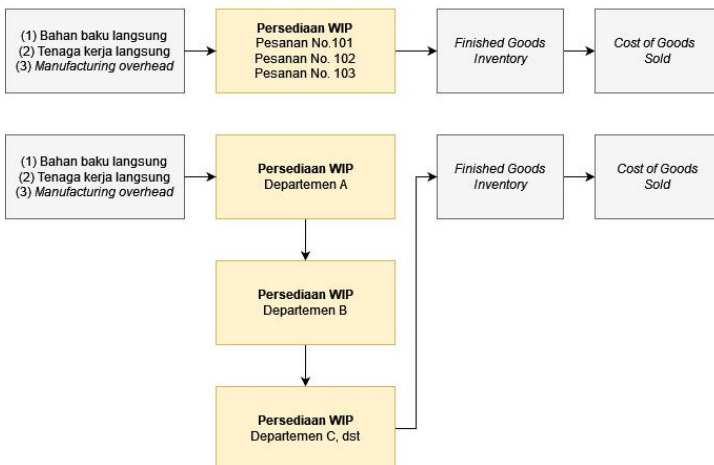 (1) Bahan baku langsung
(2) Tenaga kerja langsung
(3) Manufacturing overhead
Persediaan WIP
Pesanan No.101
Pesanan No. 102
Pesanan No. 103
Finished Goods
Inventory
Cost of Goods
Sold
(1) Bahan baku langsung
(2) Tenaga kerja langsung
(3) Manufacturing overhead
Persediaan WIP
Departemen A
Finished Goods
Inventory
Cost of Goods
Sold
Persediaan WIP
Departemen B
Persediaan WIP
Departemen C, dst